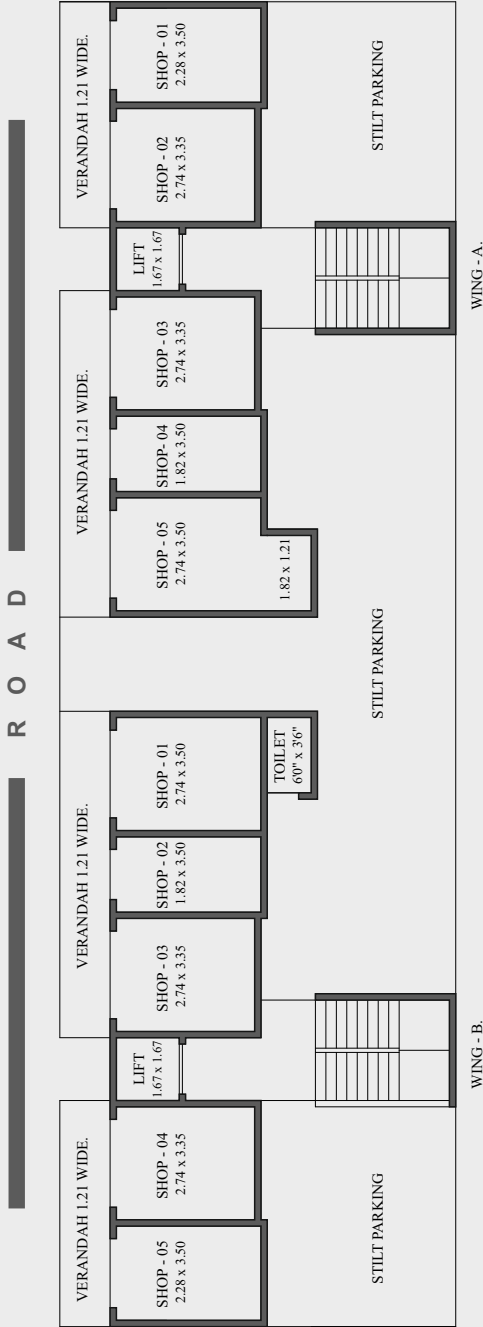 ROAD
VERANDAH 1.21 WIDE.
VERANDAH 1.21 WIDE.
VERANDAH 1.21 WIDE.
VERANDAH 1.21 WIDE.
SHOP - 05
2.28 x 3.50
SHOP - 04
2.74 x 3.35
LIFT
1.67 x 1.67
SHOP - 03
2.74 x 3.35
SHOP - 02
1.82 x 3.50
SHOP - 01
2.74 x 3.50
SHOP - 05
2.74 x 3.50
SHOP- 04
1.82 x 3.50
SHOP - 03
2.74 x 3.35
LIFT
1.67 x 1.67
SHOP - 02
2.74 x 3.35
SHOP - 01
2.28 x 3.50
TOILET
6'0" x 3'6"
1.82 x 1.21
STILT PARKING
STILT PARKING
STILT PARKING
WING - B.
WING - A.